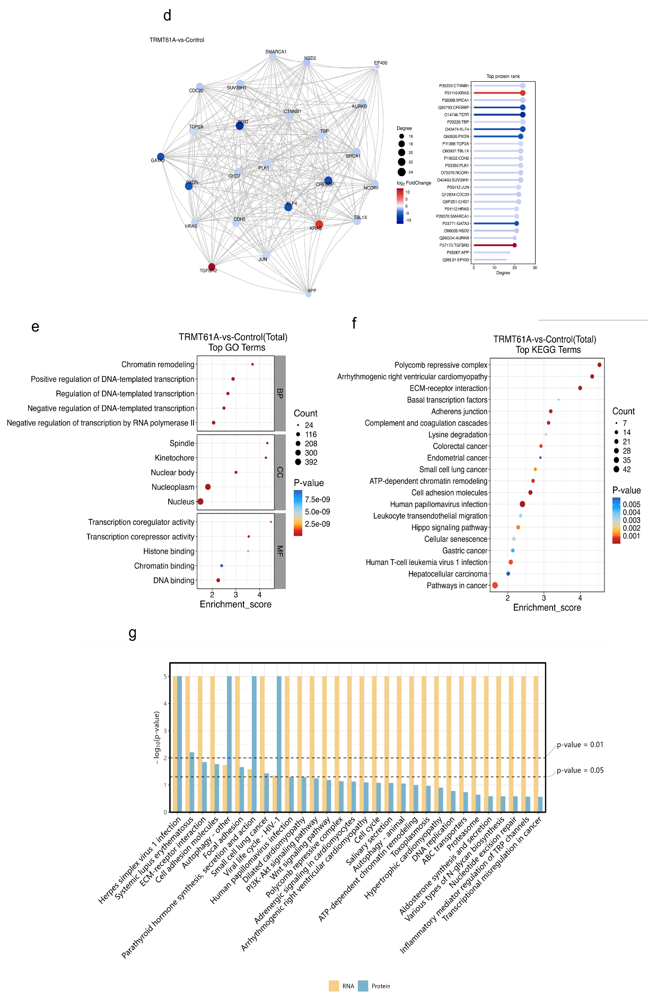 d
TRMT61A-vs-Control
SMARCA1
NSD2
EP400
CDC20
SUV39H1
AURKB
CTNNB1
TERT
TOP2A
TBP
GATA3
BRCA1
PLK1
CHD7
PXDN
CREBBP
NCOR1
KLF4
HRAS
CDH2
TBL1X
KRAS
JUN
TGFBR2
APP
Degree
16
18
20
22
24
log2 FoldChange
10
5
0
-5
-10
Top protein rank
P35222:CTNNB1
P01116:KRAS
P38398:BRCA1
Q92793:CREBBP
O14746:TERT
P20226:TBP
O43474:KLF4
Q92626:PXDN
P11388:TOP2A
O60907:TBL1X
P19022:CDH2
P53350:PLK1
O75376:NCOR1
O43463:SUV39H1
P05412:JUN
Q12834:CDC20
Q9P2D1:CHD7
P01112:HRAS
P28370:SMARCA1
P23771:GATA3
O96028:NSD2
Q96GD4:AURKB
P37173:TGFBR2
P05067:APP
Q96L91:EP400
0 10 20 30
Degree
e
TRMT61A-vs-Control(Total)
Top GO Terms
Chromatin remodeling
Positive regulation of DNA-templated transcription
Regulation of DNA-templated transcription
Negative regulation of DNA-templated transcription
Negative regulation of transcription by RNA polymerase II
BP
Spindle
Kinetochore
Nuclear body
Nucleoplasm
Nucleus
CC
Transcription coregulator activity
Transcription corepressor activity
Histone binding
Chromatin binding
DNA binding
MF
2 3 4
Enrichment_score
Count
24
116
208
300
392
P-value
7.5e-09
5.0e-09
2.5e-09
f
TRMT61A-vs-Control(Total)
Top KEGG Terms
Polycomb repressive complex
Arrhythmogenic right ventricular cardiomyopathy
ECM-receptor interaction
Basal transcription factors
Adherens junction
Complement and coagulation cascades
Lysine degradation
Colorectal cancer
Endometrial cancer
Small cell lung cancer
ATP-dependent chromatin remodeling
Cell adhesion molecules
Human papillomavirus infection
Leukocyte transendothelial migration
Hippo signaling pathway
Cellular senescence
Gastric cancer
Human T-cell leukemia virus 1 infection
Hepatocellular carcinoma
Pathways in cancer
2 3 4
Enrichment_score
Count
7
14
21
28
35
42
P-value
0.005
0.004
0.003
0.002
0.001
g
− log10(p-value)
5
4
3
2
1
0
p-value = 0.01
p-value = 0.05
Herpes simplex virus 1 infection
Systemic lupus erythematosus
ECM-receptor interaction
Cell adhesion molecules
Autophagy - other
Focal adhesion
Parathyroid hormone synthesis, secretion and action
Small cell lung cancer
Viral life cycle - HIV-1
Human papillomavirus infection
Dilated cardiomyopathy
PI3K-Akt signaling pathway
Wnt signaling pathway
Polycomb repressive complex
Adrenergic signaling in cardiomyocytes
Arrhythmogenic right ventricular cardiomyopathy
Cell cycle
Salivary secretion
Autophagy - animal
ATP-dependent chromatin remodeling
Toxoplasmosis
Hypertrophic cardiomyopathy
DNA replication
ABC transporters
Proteasome
Aldosterone synthesis and secretion
Various types of N-glycan biosynthesis
Nucleotide excision repair
Inflammatory mediator regulation of TRP channels
Transcriptional misregulation in cancer
RNA
Protein